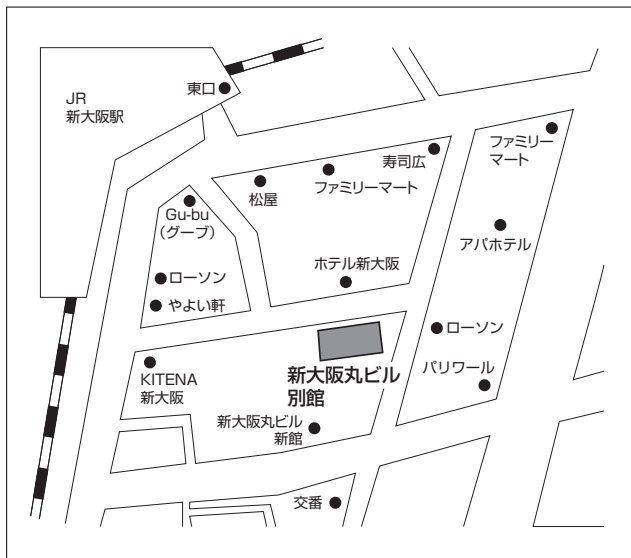 東口
JR
新大阪駅
ファミリー
マート
寿司広
ファミリーマート
松屋
Gu-bu
(グーブ)
アパホテル
ホテル新大阪
ローソン
やよい軒
ローソン
新大阪丸ビル
別館
パリワール
KITENA
新大阪
新大阪丸ビル
新館
交番